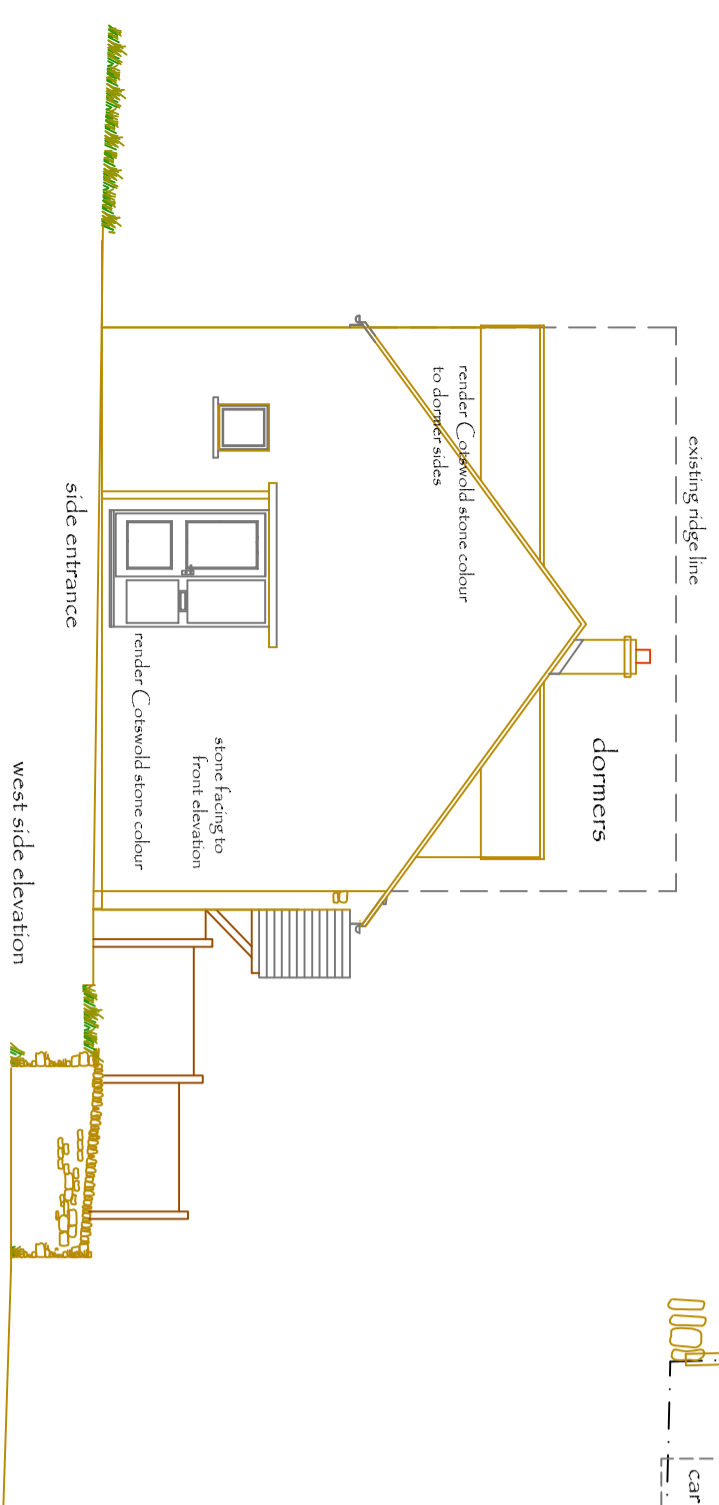 existing ridge line
dormers
render Cotswold stone colour
to dormer sides
stone facing to
front elevation
render Cotswold stone colour
side entrance
west side elevation
car